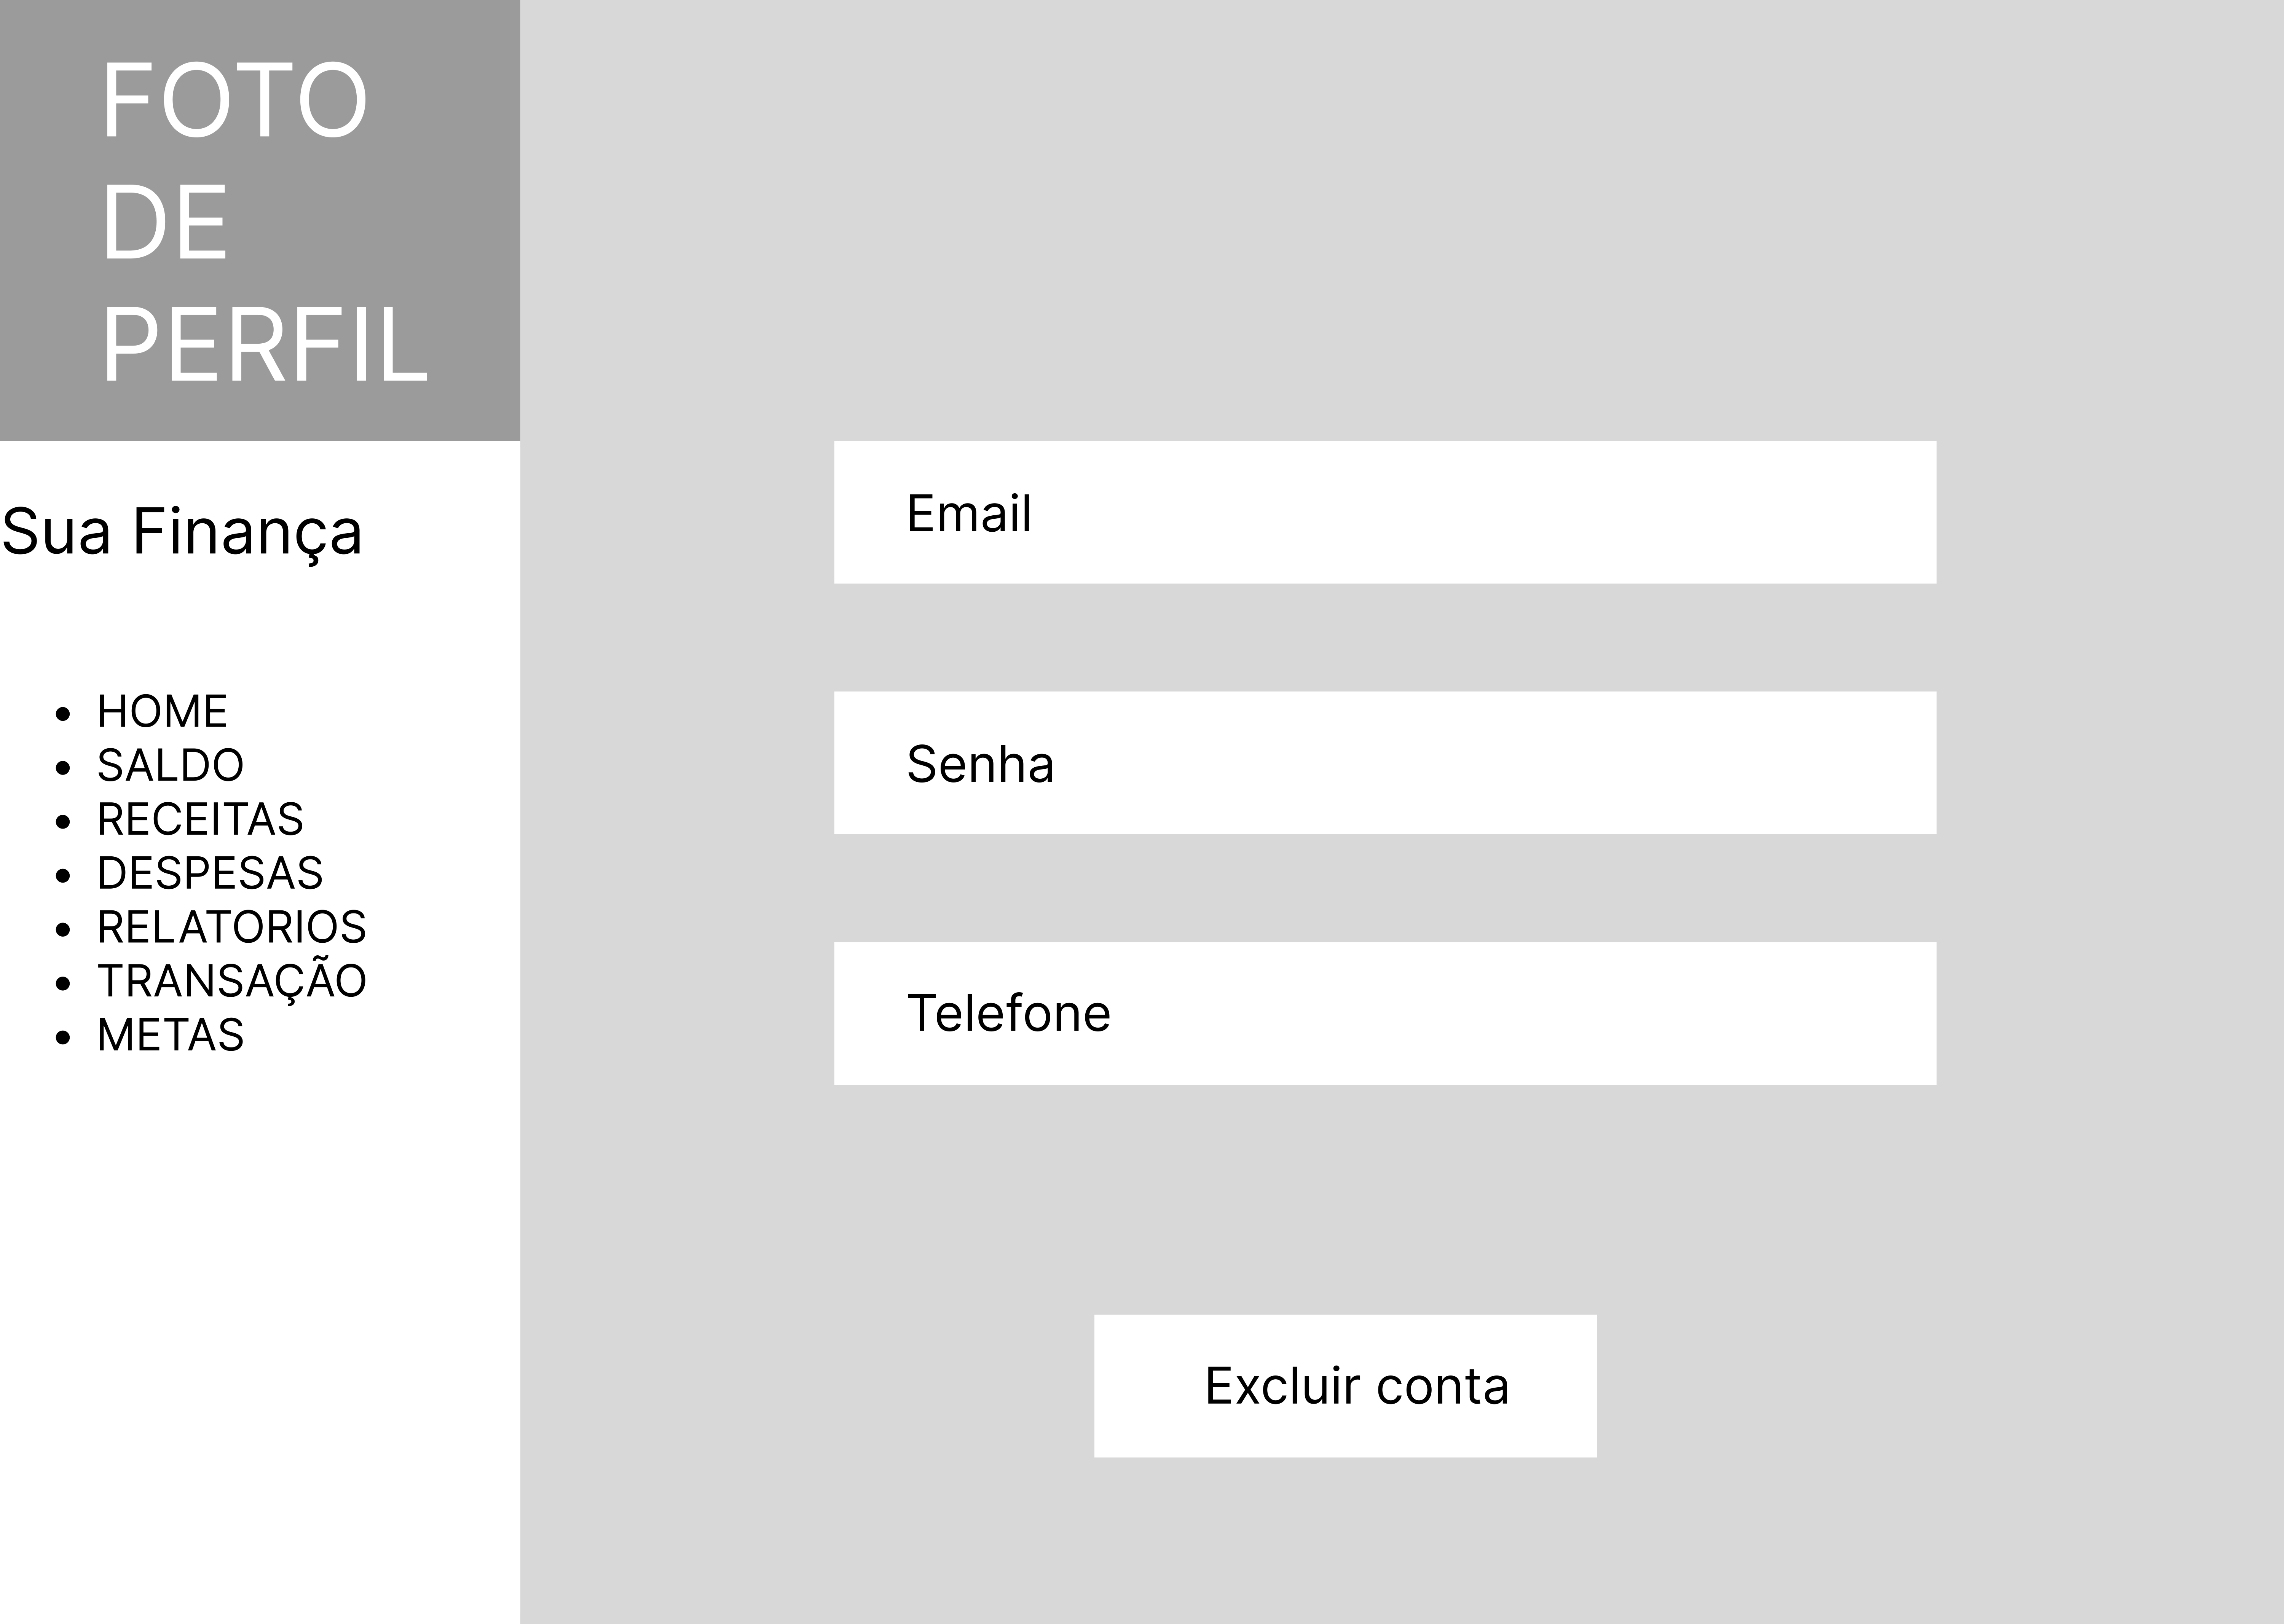 FOTO
DE
PERFIL
Sua Finança
HOME
SALDO
RECEITAS
DESPESAS
RELATORIOS
TRANSAÇÃO
METAS
Email
Senha
Telefone
Excluir conta